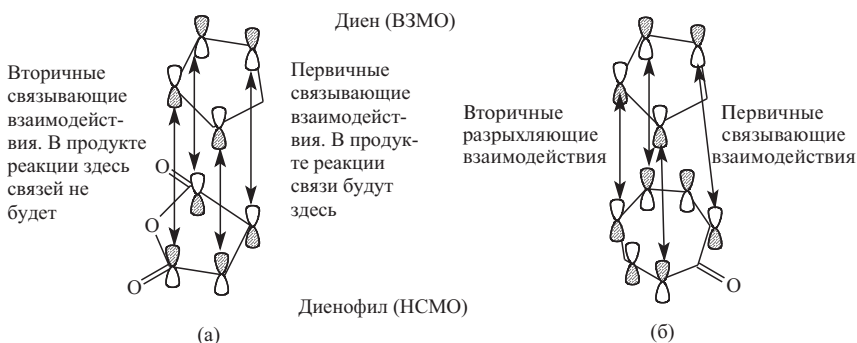 Диен (ВЗМО)
Вторичные
связывающие
взаимодейст-
вия. В продукте
реакции здесь
связей не
будет
Первичные
связывающие
взаимодейст-
вия. В продук-
те реакции
связи будут
здесь
O
O
O
Диенофил (НСМО)
(а)
Вторичные
разрыхляющие
взаимодействия
Первичные
связывающие
взаимодействия
O
(б)